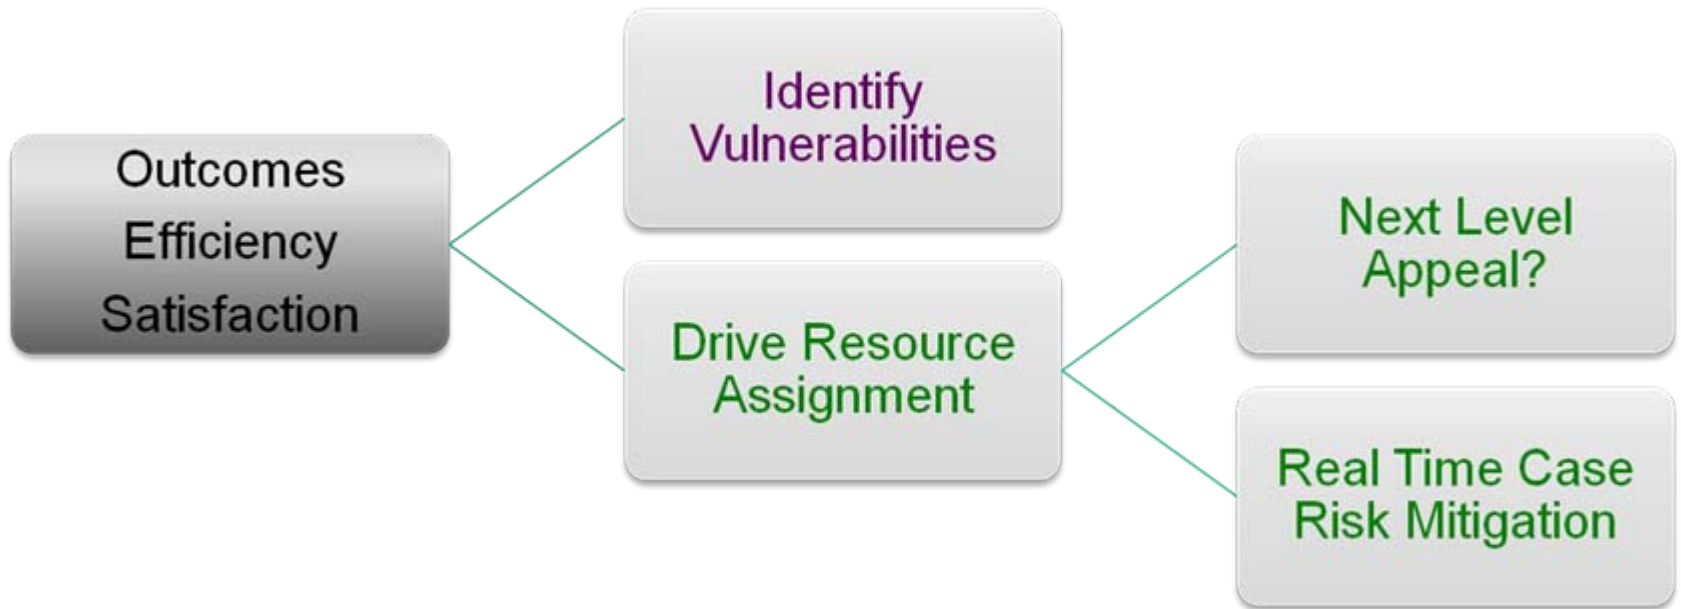 Outcomes
Efficiency
Satisfaction
Identify
Vulnerabilities
Drive Resource
Assignment
Next Level
Appeal?
Real Time Case
Risk Mitigation